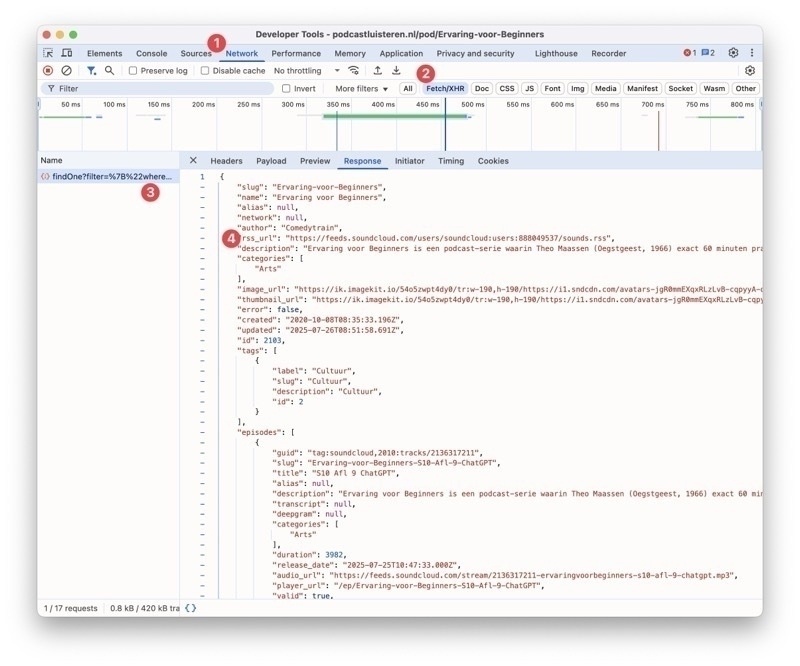 Developer Tools - podcastluisteren.nl/pod/Ervaring-voor-Beginners
1
Elements Console Sources Network Performance Memory Application Privacy and security Lighthouse Recorder 1 2
Preserve log Disable cache No throttling
2
Filter Invert More filters All Fetch/XHR Doc CSS JS Font Img Media Manifest Socket Wasm Other
50 ms 100 ms 150 ms 200 ms 250 ms 300 ms 350 ms 400 ms 450 ms 500 ms 550 ms 600 ms 650 ms 700 ms 750 ms 800 ms
Name Headers Payload Preview Response Initiator Timing Cookies
findOne?filter=%7B%22where...
3
1 {
- "slug": "Ervaring-voor-Beginners",
- "name": "Ervaring voor Beginners",
- "alias": null,
- "network": null,
- "author": "Comedytrain",
4
- "rss_url": "https://feeds.soundcloud.com/users/soundcloud:users:888049537/sounds.rss",
- "description": "Ervaring voor Beginners is een podcast-serie waarin Theo Maassen (Oegstgeest, 1966) exact 60 minuten pra
- "categories": [
- "Arts"
- ],
- "image_url": "https://ik.imagekit.io/54o5zwpt4dy0/tr:w-190,h-190/https://i1.sndcdn.com/avatars-jgR0mmEXqxRLzLvB-cqpyyA-o
- "thumbnail_url": "https://ik.imagekit.io/54o5zwpt4dy0/tr:w-190,h-190/https://i1.sndcdn.com/avatars-jgR0mmEXqxRLzLvB-cqpy
- "error": false,
- "created": "2020-10-08T08:35:33.196Z",
- "updated": "2025-07-26T08:51:58.691Z",
- "id": 2103,
- "tags": [
- {
- "label": "Cultuur",
- "slug": "Cultuur",
- "description": "Cultuur",
- "id": 2
- }
- ],
- "episodes": [
- {
- "guid": "tag:soundcloud,2010:tracks/2136317211",
- "slug": "Ervaring-voor-Beginners-S10-Afl-9-ChatGPT",
- "title": "S10 Afl 9 ChatGPT",
- "alias": null,
- "description": "Ervaring voor Beginners is een podcast-serie waarin Theo Maassen (Oegstgeest, 1966) exact 60 min
- "transcript": null,
- "deepgram": null,
- "categories": [
- "Arts"
- ],
- "duration": 3982,
- "release_date": "2025-07-25T10:47:33.000Z",
- "audio_url": "https://feeds.soundcloud.com/stream/2136317211-ervaringvoorbeginners-s10-afl-9-chatgpt.mp3",
- "player_url": "/ep/Ervaring-voor-Beginners-S10-Afl-9-ChatGPT",
- "valid": true,
1 / 17 requests 0.8 kB / 420 kB tra { }